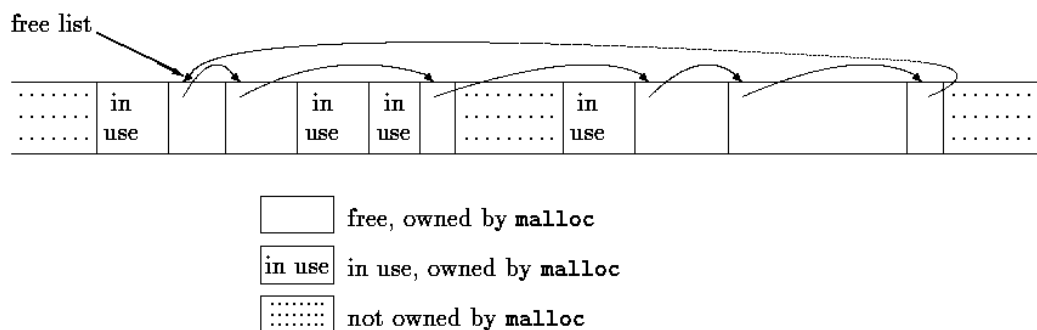 free list
in use
in use
in use
in use
free, owned by malloc
in use in use, owned by malloc
not owned by malloc